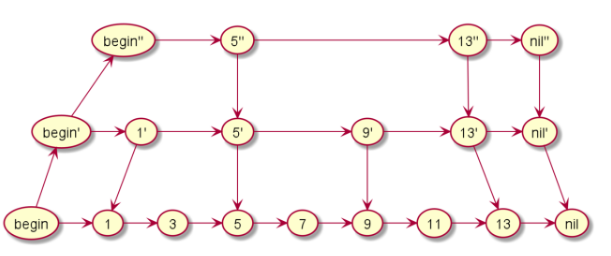 begin" 5" 13" nil"
begin' 1' 5' 9' 13' nil'
begin 1 3 5 7 9 11 13 nil